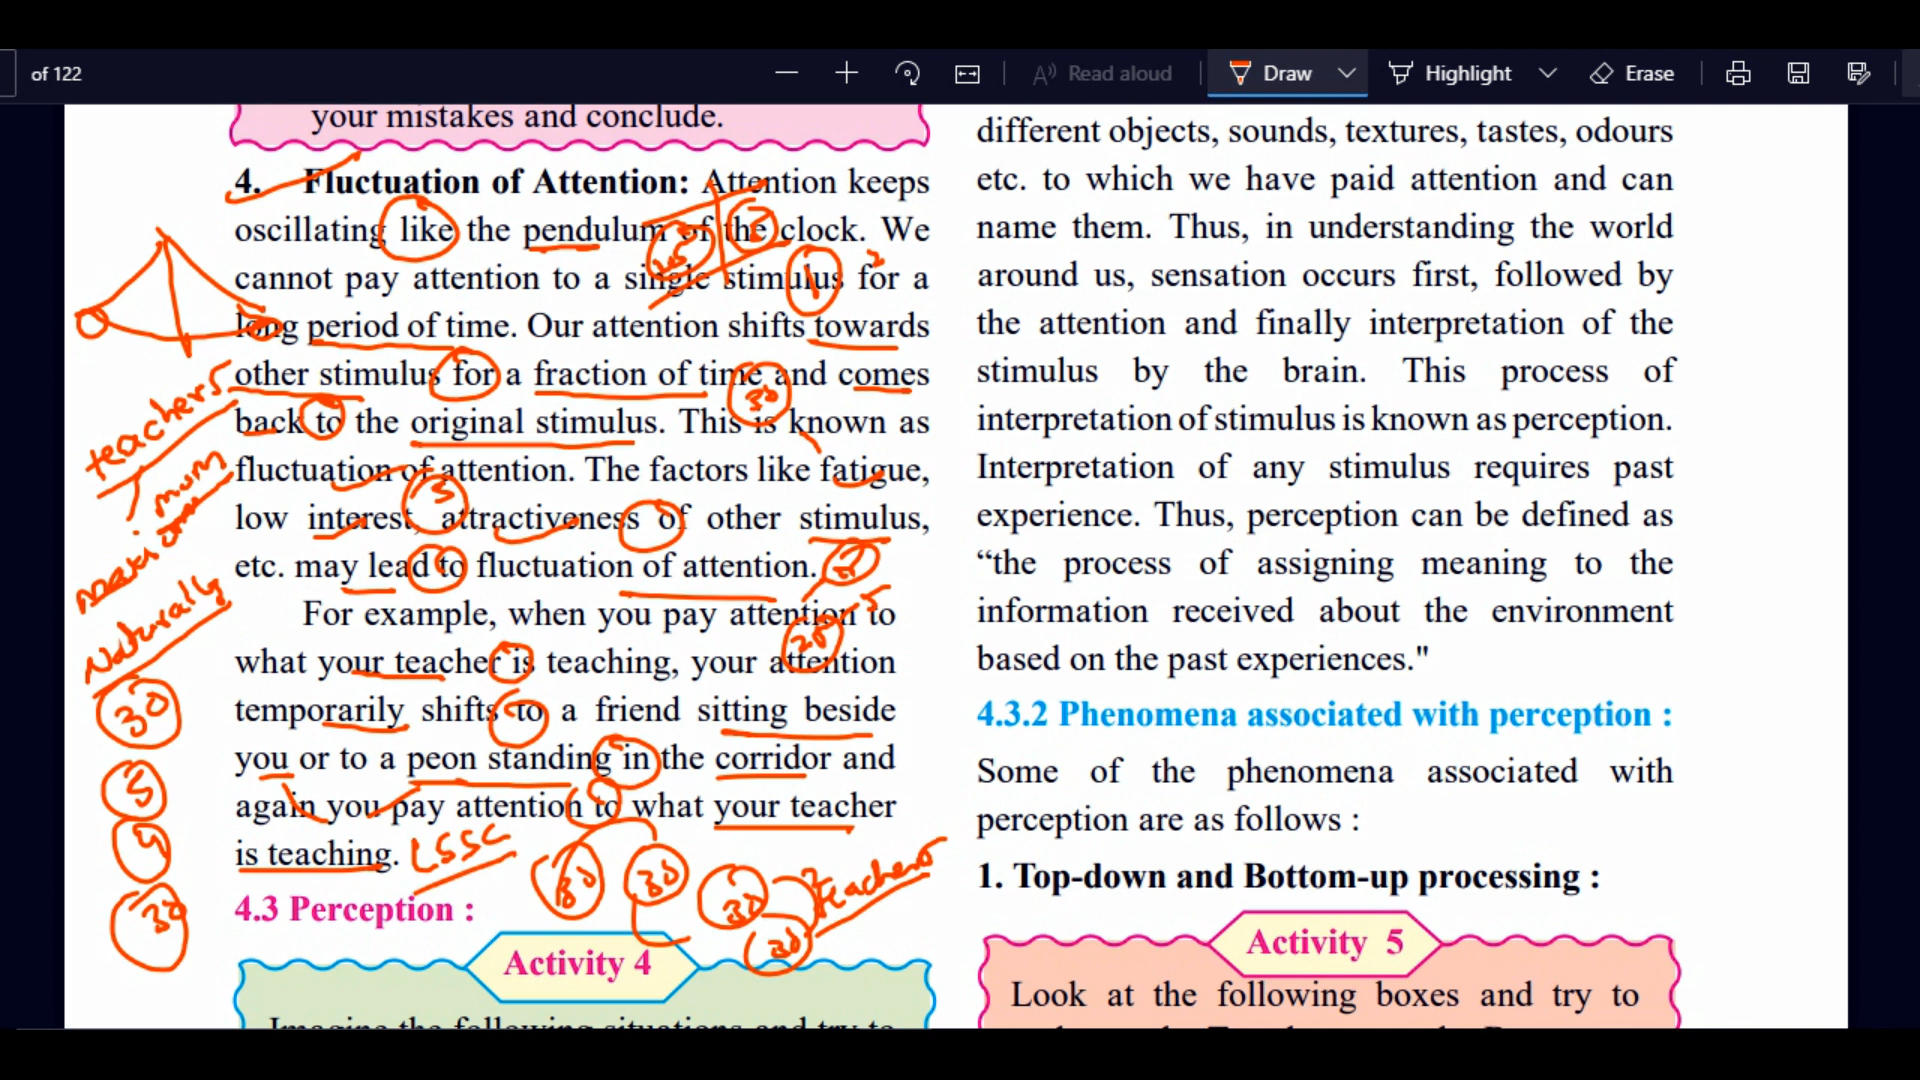 of 122
Read aloud
Draw
Highlight
Erase
your mistakes and conclude.
4. Fluctuation of Attention: Attention keeps
oscillating like the pendulum of the clock. We
cannot pay attention to a single stimulus for a
long period of time. Our attention shifts towards
other stimulus for a fraction of time and comes
back to the original stimulus. This is known as
fluctuation of attention. The factors like fatigue,
low interest, attractiveness of other stimulus,
etc. may lead to fluctuation of attention.
For example, when you pay attention to
what your teacher is teaching, your attention
temporarily shifts to a friend sitting beside
you or to a peon standing in the corridor and
again you pay attention to what your teacher
is teaching.
4.3 Perception :
Activity 4
teachers
mum
Naturally
30
5
30
LSSC
30
30
30
30
teachers
30
5
different objects, sounds, textures, tastes, odours
etc. to which we have paid attention and can
name them. Thus, in understanding the world
around us, sensation occurs first, followed by
the attention and finally interpretation of the
stimulus by the brain. This process of
interpretation of stimulus is known as perception.
Interpretation of any stimulus requires past
experience. Thus, perception can be defined as
“the process of assigning meaning to the
information received about the environment
based on the past experiences."
4.3.2 Phenomena associated with perception :
Some of the phenomena associated with
perception are as follows :
1. Top-down and Bottom-up processing :
Activity 5
Look at the following boxes and try to